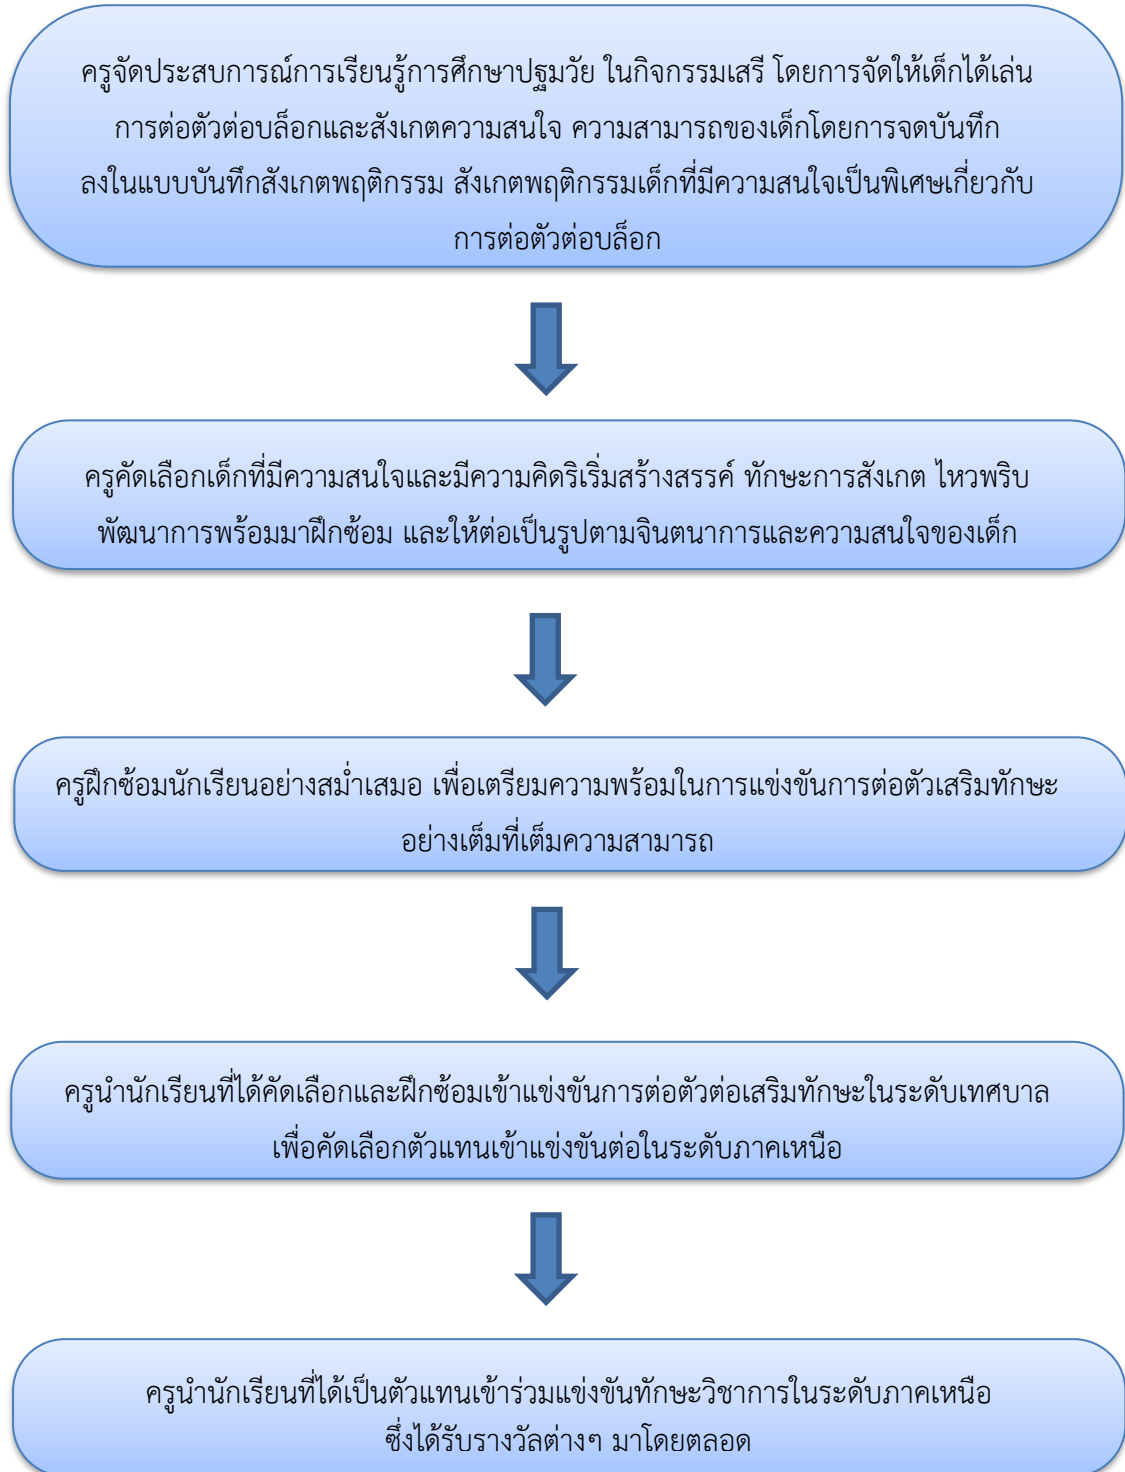 ครูจัดประสบการณ์การเรียนรู้การศึกษาปฐมวัย ในกิจกรรมเสรี โดยการจัดให้เด็กได้เล่น
การต่อตัวต่อบล็อกและสังเกตความสนใจ ความสามารถของเด็กโดยการจดบันทึก
ลงในแบบบันทึกสังเกตพฤติกรรม สังเกตพฤติกรรมเด็กที่มีความสนใจเป็นพิเศษเกี่ยวกับ
การต่อตัวต่อบล็อก
ครูคัดเลือกเด็กที่มีความสนใจและมีความคิดริเริ่มสร้างสรรค์ ทักษะการสังเกต ไหวพริบ
พัฒนาการพร้อมมาฝึกซ้อม และให้ต่อเป็นรูปตามจินตนาการและความสนใจของเด็ก
ครูฝึกซ้อมนักเรียนอย่างสม่ำเสมอ เพื่อเตรียมความพร้อมในการแข่งขันการต่อตัวเสริมทักษะ
อย่างเต็มที่เต็มความสามารถ
ครูนำนักเรียนที่ได้คัดเลือกและฝึกซ้อมเข้าแข่งขันการต่อตัวต่อเสริมทักษะในระดับเทศบาล
เพื่อคัดเลือกตัวแทนเข้าแข่งขันต่อในระดับภาคเหนือ
ครูนำนักเรียนที่ได้เป็นตัวแทนเข้าร่วมแข่งขันทักษะวิชาการในระดับภาคเหนือ
ซึ่งได้รับรางวัลต่างๆ มาโดยตลอด